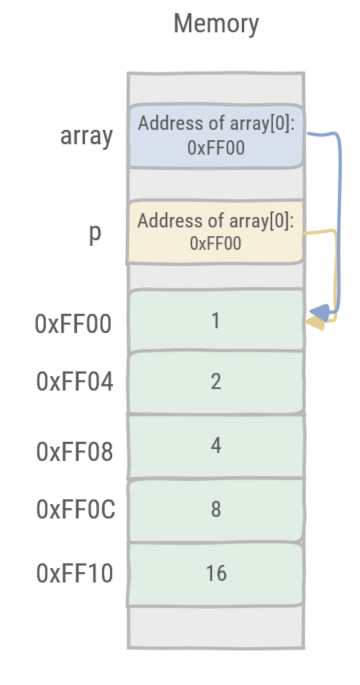 Memory
array
Address of array[0]:
0xFF00
p
Address of array[0]:
0xFF00
0xFF00
1
0xFF04
2
0xFF08
4
0xFF0C
8
0xFF10
16